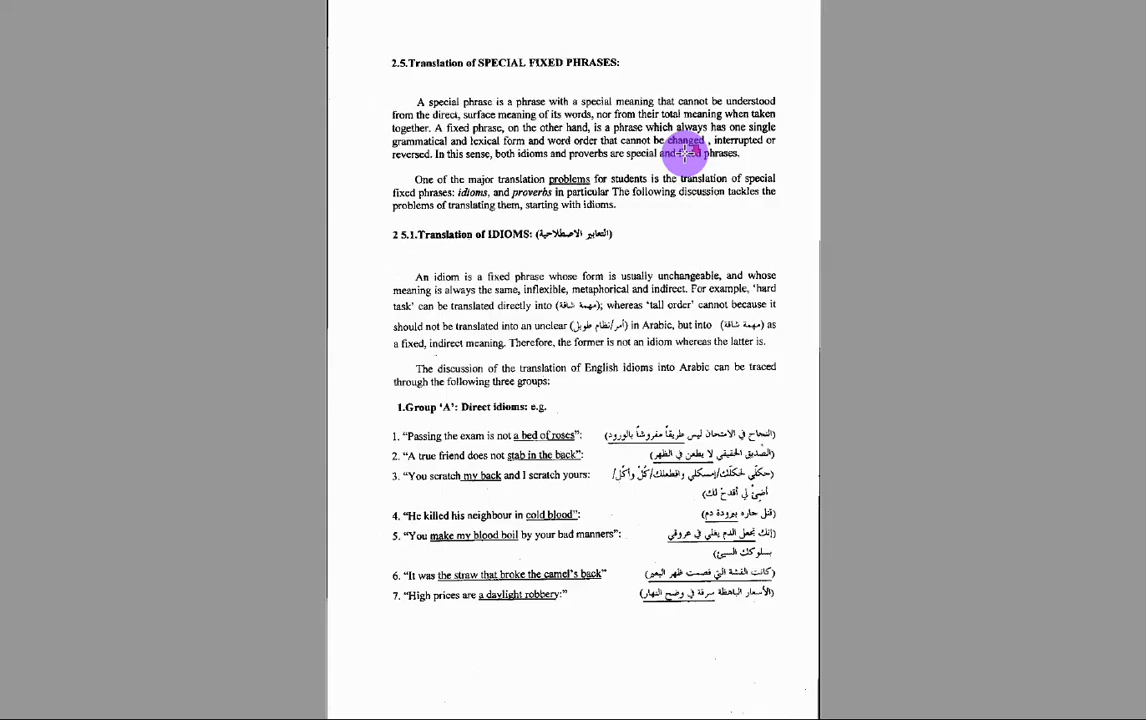 2.5.Translation of SPECIAL FIXED PHRASES:
A special phrase is a phrase with a special meaning that cannot be understood
from the direct, surface meaning of its words, nor from their total meaning when taken
together. A fixed phrase, on the other hand, is a phrase which always has one single
grammatical and lexical form and word order that cannot be changed , interrupted or
reversed. In this sense, both idioms and proverbs are special and fixed phrases.
One of the major translation problems for students is the translation of special
fixed phrases: idioms, and proverbs in particular The following discussion tackles the
problems of translating them, starting with idioms.
2 5.1.Translation of IDIOMS: (التعابير الاصطلاحية)
An idiom is a fixed phrase whose form is usually unchangeable, and whose
meaning is always the same, inflexible, metaphorical and indirect. For example, 'hard
task' can be translated directly into (مهمة شاقة); whereas 'tall order' cannot because it
should not be translated into an unclear (أمر/نظام طويل) in Arabic, but into (مهمة شاقة) as
a fixed, indirect meaning. Therefore, the former is not an idiom whereas the latter is.
The discussion of the translation of English idioms into Arabic can be traced
through the following three groups:
1.Group 'A': Direct idioms: e.g.
1. "Passing the exam is not a bed of roses": (النجاح في الامتحان ليس طريقاً مفروشاً بالورود)
2. "A true friend does not stab in the back": (الصديق الحقيقي لا يطعن في الظهر)
3. "You scratch my back and I scratch yours: (حكلّي لحكلّك/إمسكلي واقطعلك/كُلْ وأكّل/
أضئْ لي أقدحْ لك)
4. "He killed his neighbour in cold blood": (قتل جاره ببرودة دم)
5. "You make my blood boil by your bad manners": (إنك تجعل الدم يغلي في عروقي
بسلوكك السيئ)
6. "It was the straw that broke the camel's back" (كانت القشة التي قصمت ظهر البعير)
7. "High prices are a daylight robbery:" (الأسعار الباهظة سرقة في وضح النهار)